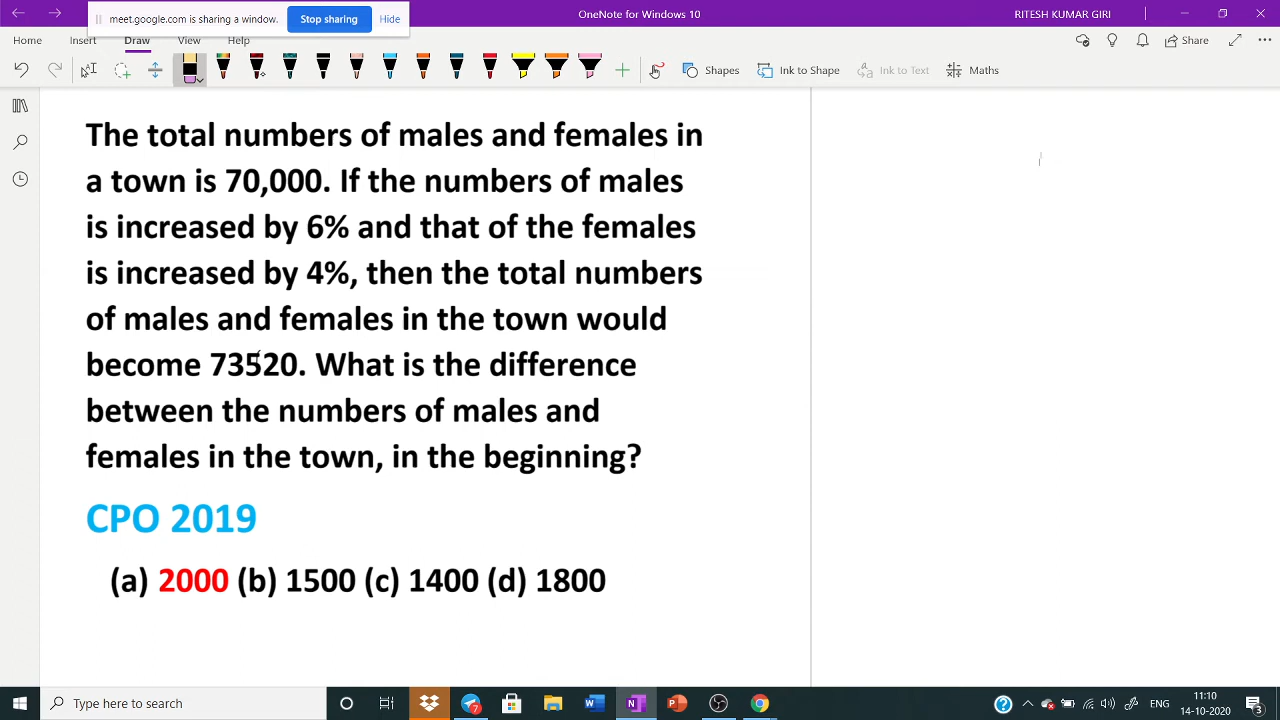 meet.google.com is sharing a window. Stop sharing Hide
OneNote for Windows 10
RITESH KUMAR GIRI
Home Insert Draw View Help
Share
Shapes Ink to Shape Ink to Text Maths
The total numbers of males and females in
a town is 70,000. If the numbers of males
is increased by 6% and that of the females
is increased by 4%, then the total numbers
of males and females in the town would
become 73520. What is the difference
between the numbers of males and
females in the town, in the beginning?
CPO 2019
(a) 2000 (b) 1500 (c) 1400 (d) 1800
Type here to search
7
ENG
11:10
14-10-2020
3